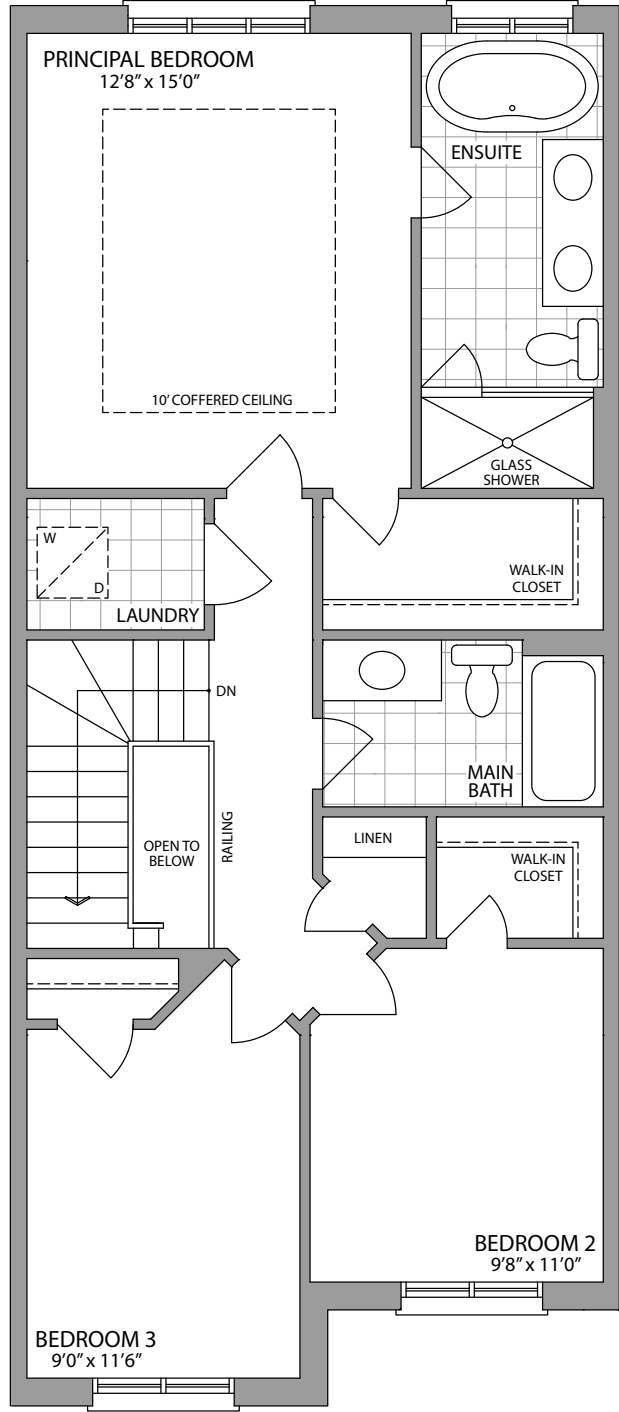 PRINCIPAL BEDROOM
12’8” x 15’0”
ENSUITE
10’ COFFERED CEILING
GLASS
SHOWER
W
D
LAUNDRY
WALK-IN
CLOSET
DN
MAIN
BATH
RAILING
OPEN TO
BELOW
LINEN
WALK-IN
CLOSET
BEDROOM 2
9’8” x 11’0”
BEDROOM 3
9’0” x 11’6”